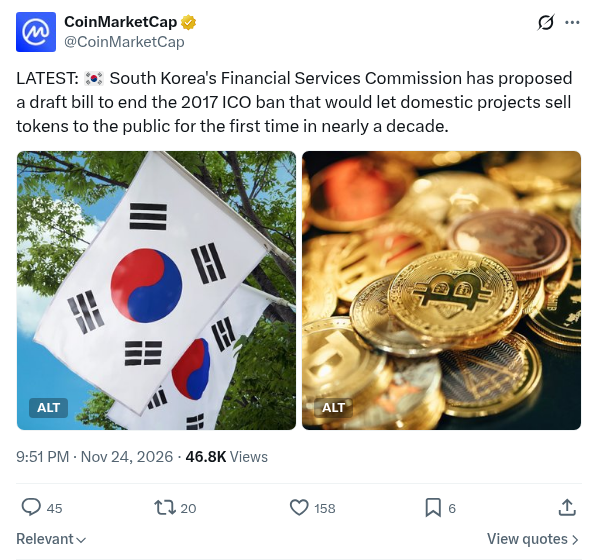 CoinMarketCap
@CoinMarketCap
LATEST: 🇰🇷 South Korea's Financial Services Commission has proposed
a draft bill to end the 2017 ICO ban that would let domestic projects sell
tokens to the public for the first time in nearly a decade.
ALT
ALT
9:51 PM · Nov 24, 2026 · 46.8K Views
45
20
158
6
Relevant
View quotes